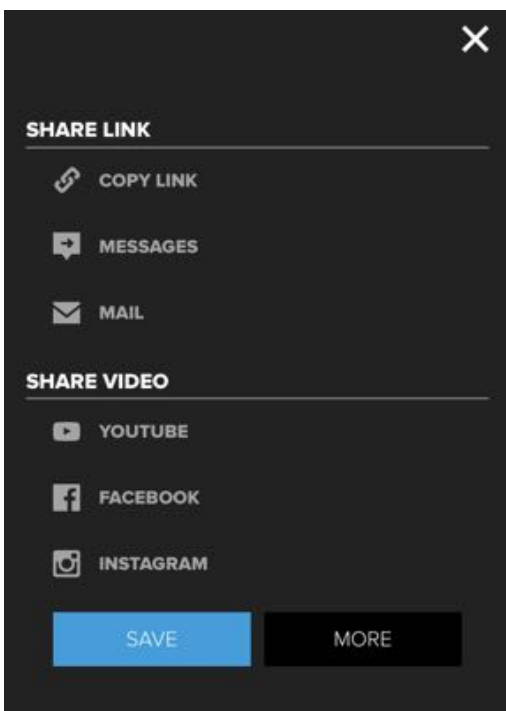 SHARE LINK
COPY LINK
MESSAGES
MAIL
SHARE VIDEO
YOUTUBE
FACEBOOK
INSTAGRAM
SAVE MORE